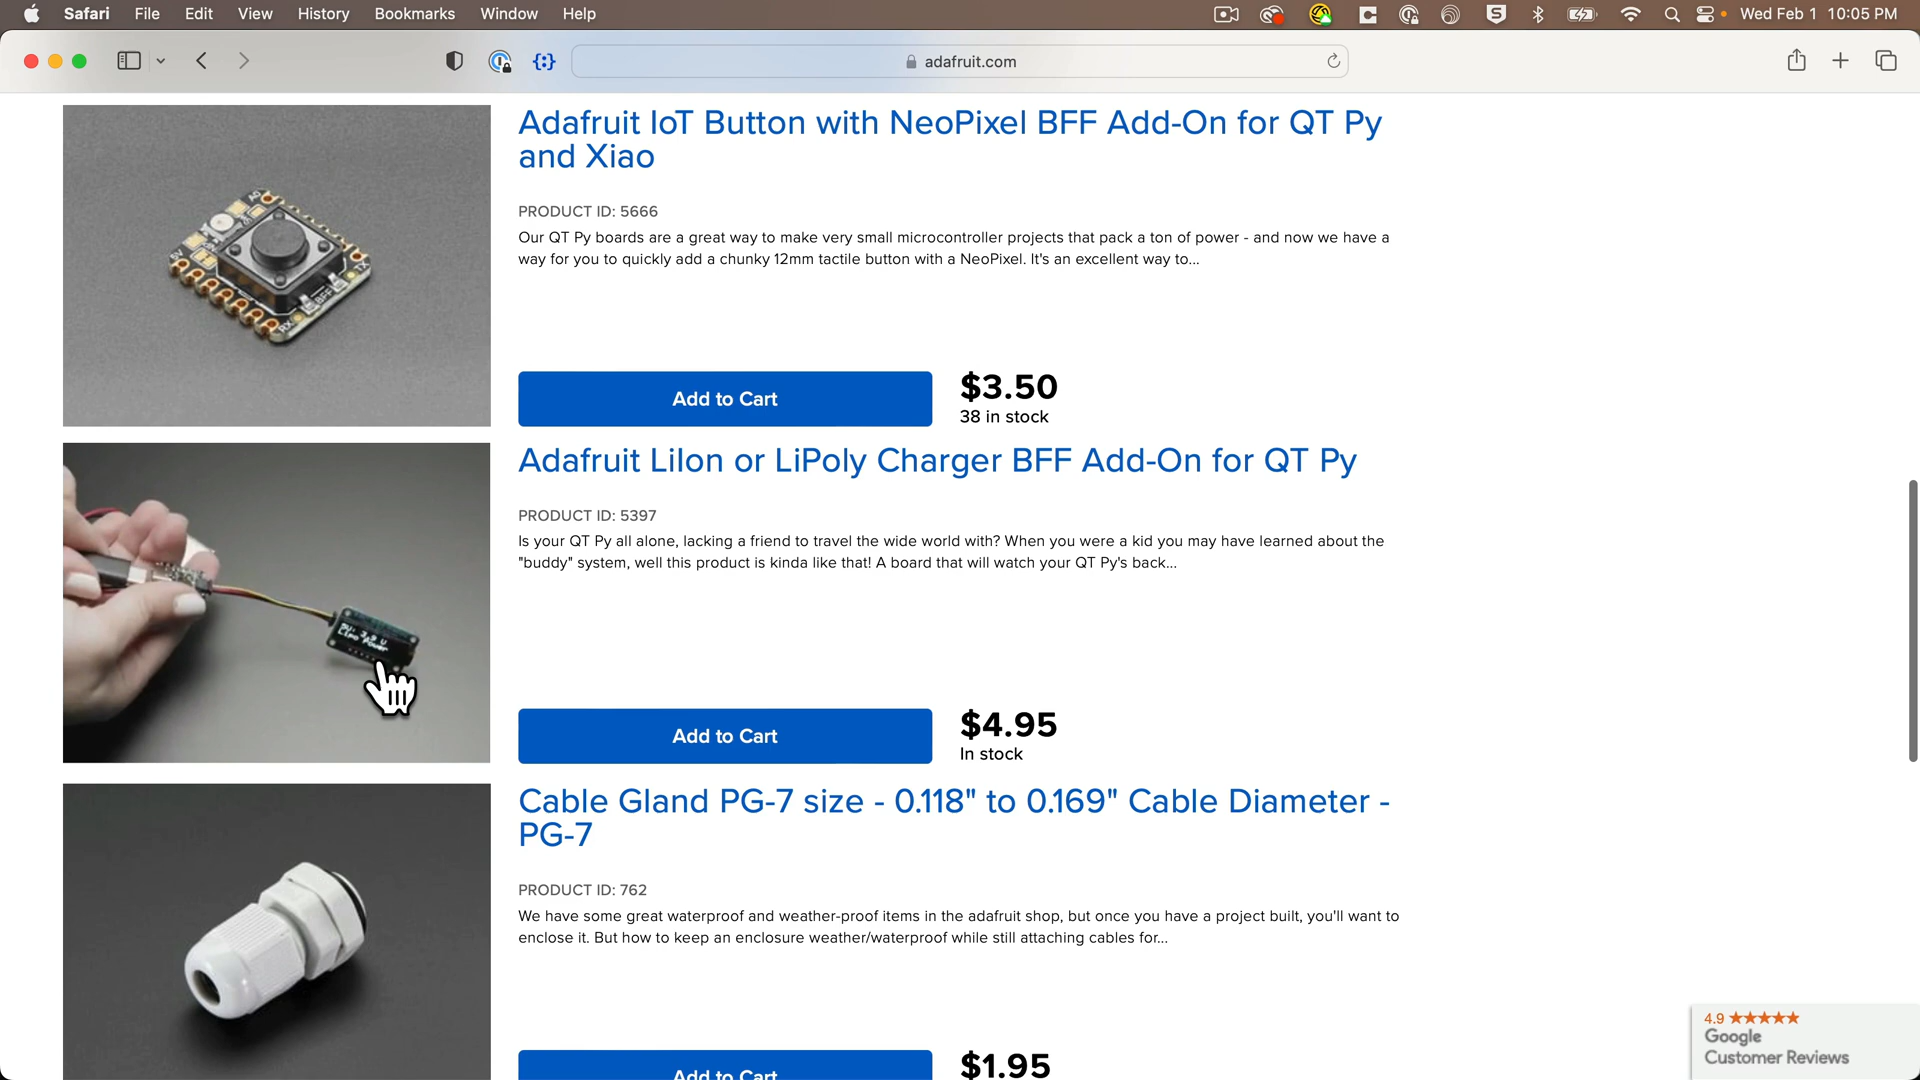 Safari File Edit View History Bookmarks Window Help
Wed Feb 1 10:05 PM
adafruit.com
Adafruit IoT Button with NeoPixel BFF Add-On for QT Py
and Xiao
PRODUCT ID: 5666
Our QT Py boards are a great way to make very small microcontroller projects that pack a ton of power - and now we have a
way for you to quickly add a chunky 12mm tactile button with a NeoPixel. It's an excellent way to...
Add to Cart
$3.50
38 in stock
5V
A0
BFF
TX
RX
Adafruit LiIon or LiPoly Charger BFF Add-On for QT Py
PRODUCT ID: 5397
Is your QT Py all alone, lacking a friend to travel the wide world with? When you were a kid you may have learned about the
"buddy" system, well this product is kinda like that! A board that will watch your QT Py's back...
Add to Cart
$4.95
In stock
Lipo Power
Cable Gland PG-7 size - 0.118" to 0.169" Cable Diameter -
PG-7
PRODUCT ID: 762
We have some great waterproof and weather-proof items in the adafruit shop, but once you have a project built, you'll want to
enclose it. But how to keep an enclosure weather/waterproof while still attaching cables for...
Add to Cart
$1.95
4.9 ★★★★★
Google
Customer Reviews